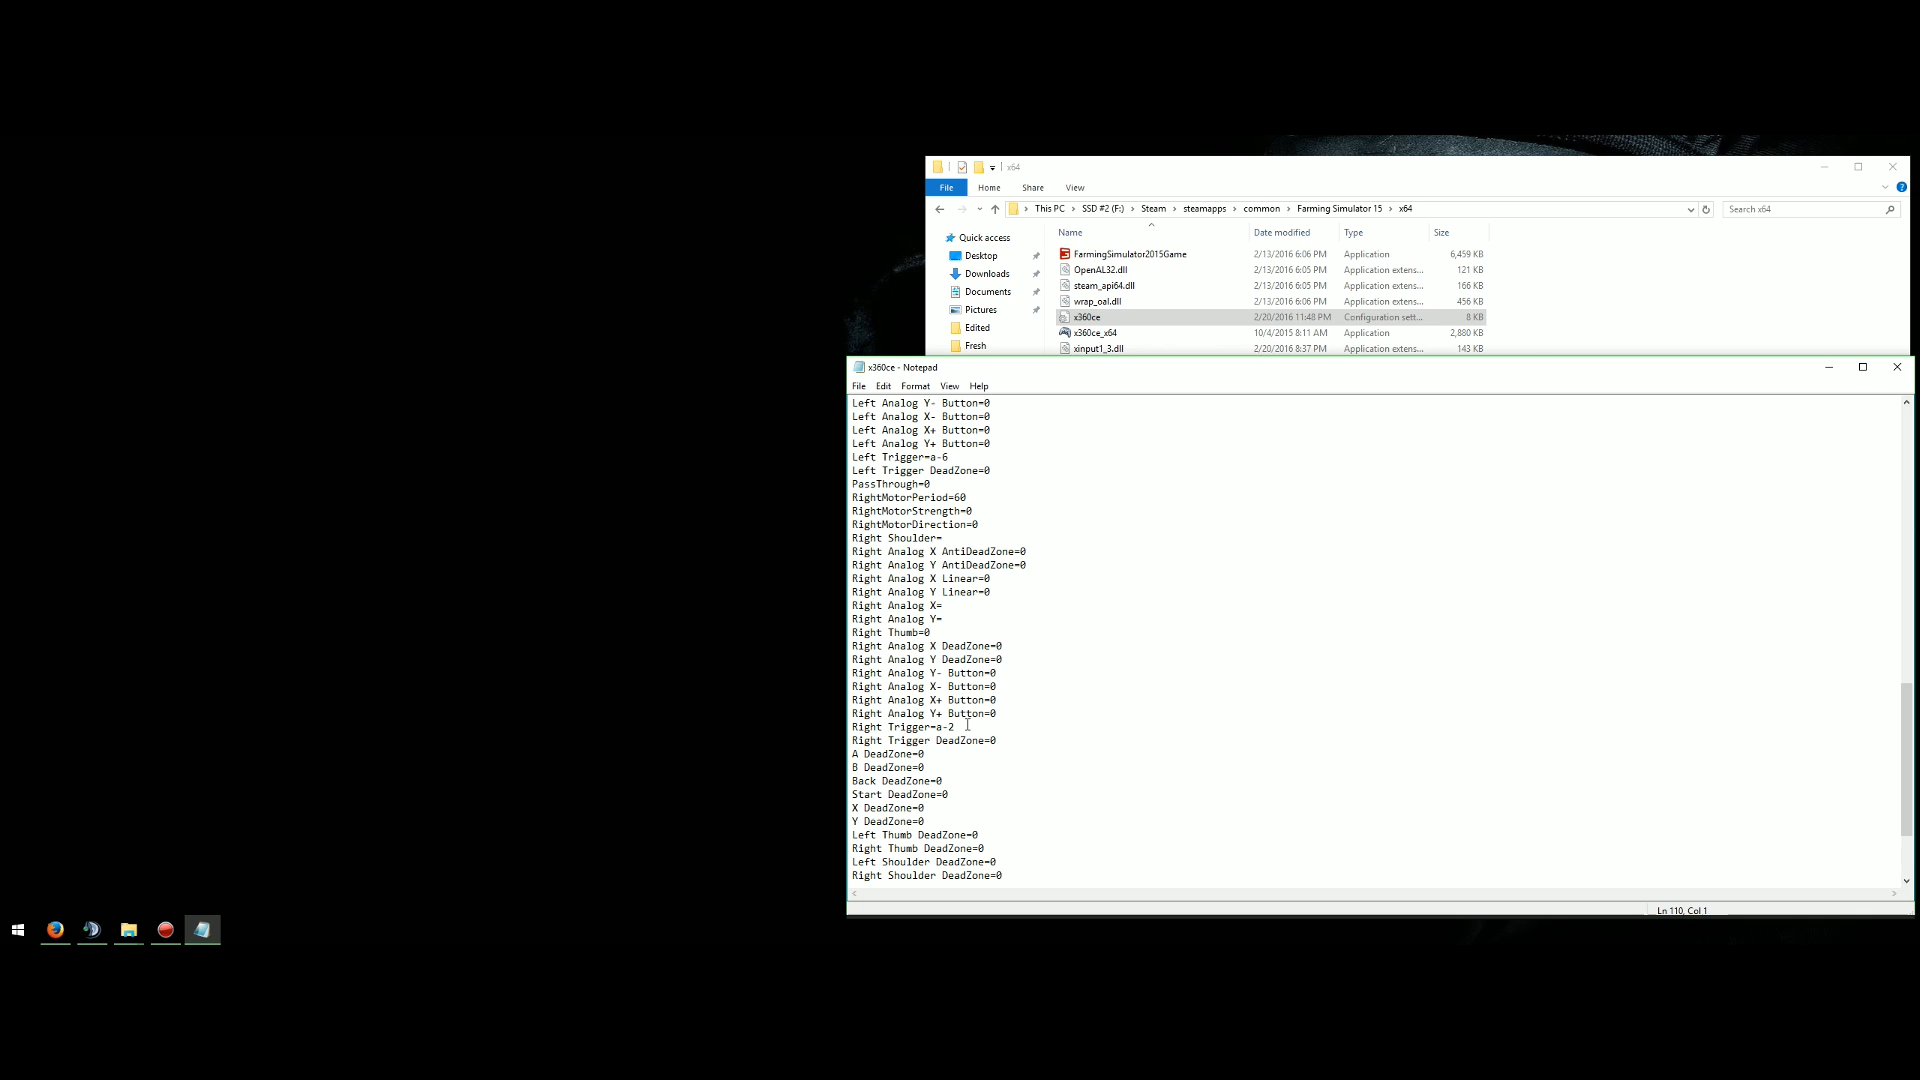 x64
File Home Share View
This PC > SSD #2 (F:) > Steam > steamapps > common > Farming Simulator 15 > x64
Search x64
Name Date modified Type Size
Quick access
Desktop
Downloads
Documents
Pictures
Edited
Fresh
FarmingSimulator2015Game 2/13/2016 6:06 PM Application 6,459 KB
OpenAL32.dll 2/13/2016 6:05 PM Application extens... 121 KB
steam_api64.dll 2/13/2016 6:05 PM Application extens... 166 KB
wrap_oal.dll 2/13/2016 6:06 PM Application extens... 456 KB
x360ce 2/20/2016 11:48 PM Configuration sett... 8 KB
x360ce_x64 10/4/2015 8:11 AM Application 2,880 KB
xinput1_3.dll 2/20/2016 8:37 PM Application extens... 143 KB
x360ce - Notepad
File Edit Format View Help
Left Analog Y- Button=0
Left Analog X- Button=0
Left Analog X+ Button=0
Left Analog Y+ Button=0
Left Trigger=a-6
Left Trigger DeadZone=0
PassThrough=0
RightMotorPeriod=60
RightMotorStrength=0
RightMotorDirection=0
Right Shoulder=
Right Analog X AntiDeadZone=0
Right Analog Y AntiDeadZone=0
Right Analog X Linear=0
Right Analog Y Linear=0
Right Analog X=
Right Analog Y=
Right Thumb=0
Right Analog X DeadZone=0
Right Analog Y DeadZone=0
Right Analog Y- Button=0
Right Analog X- Button=0
Right Analog X+ Button=0
Right Analog Y+ Button=0
Right Trigger=a-2
Right Trigger DeadZone=0
A DeadZone=0
B DeadZone=0
Back DeadZone=0
Start DeadZone=0
X DeadZone=0
Y DeadZone=0
Left Thumb DeadZone=0
Right Thumb DeadZone=0
Left Shoulder DeadZone=0
Right Shoulder DeadZone=0
Ln 110, Col 1